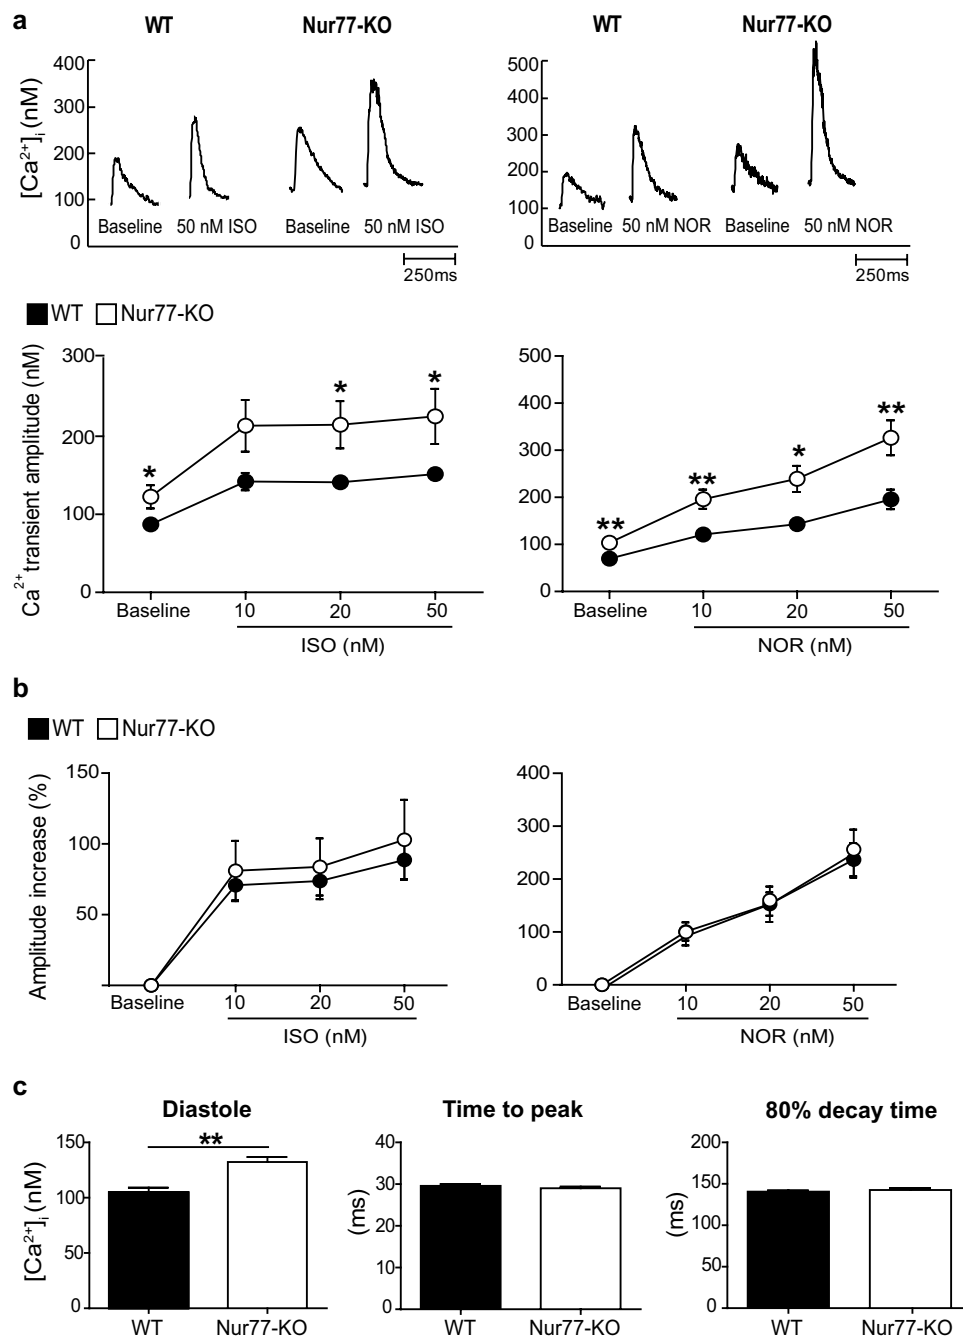 a
WT Nur77-KO
[Ca²⁺]ᵢ (nM)
400
300
200
100
0
Baseline 50 nM ISO Baseline 50 nM ISO
250ms
WT Nur77-KO
500
400
300
200
100
0
Baseline 50 nM NOR Baseline 50 nM NOR
250ms
WT Nur77-KO
Ca²⁺ transient amplitude (nM)
300
200
100
0
* * *
Baseline 10 20 50
ISO (nM)
500
400
300
200
100
0
** ** * **
Baseline 10 20 50
NOR (nM)
b
WT Nur77-KO
Amplitude increase (%)
150
100
50
Baseline 10 20 50
ISO (nM)
400
300
200
100
0
Baseline 10 20 50
NOR (nM)
c
Diastole
[Ca²⁺]ᵢ (nM)
150
100
50
0
**
WT Nur77-KO
Time to peak
(ms)
40
30
20
10
0
WT Nur77-KO
80% decay time
(ms)
200
150
100
50
0
WT Nur77-KO